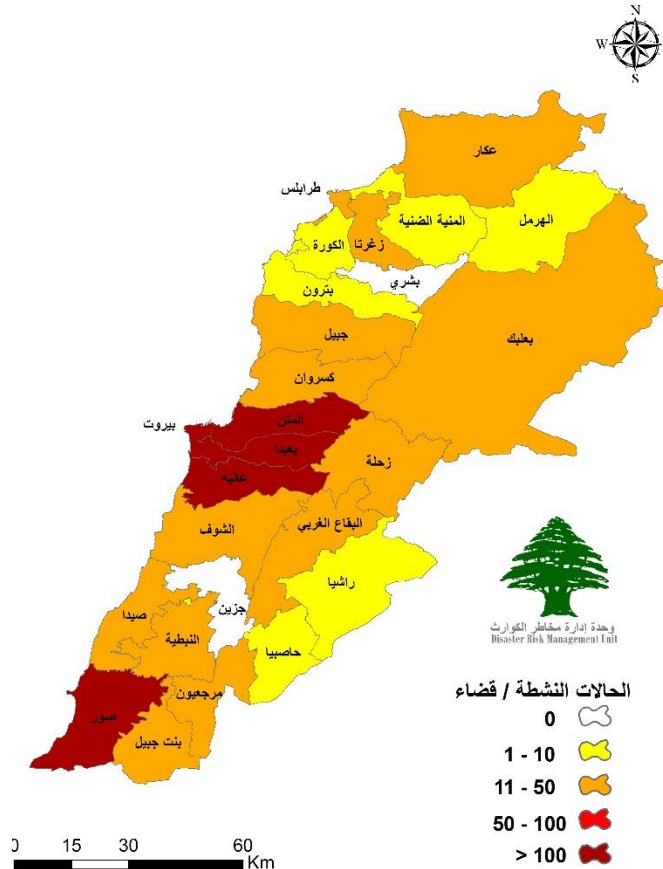 N
W
E
S
عكار
طرابلس
المنية الضنية
الهرمل
زغرتا
الكورة
بشري
بترون
جبيل
بعلبك
كسروان
المتن
بيروت
بعبدا
زحلة
عاليه
البقاع الغربي
الشوف
راشيا
جزين
صيدا
النبطية
حاصبيا
مرجعيون
صور
بنت جبيل
وحدة إدارة مخاطر الكوارث
Disaster Risk Management Unit
الحالات النشطة / قضاء
0
1 - 10
11 - 50
50 - 100
> 100
0 15 30 60
Km